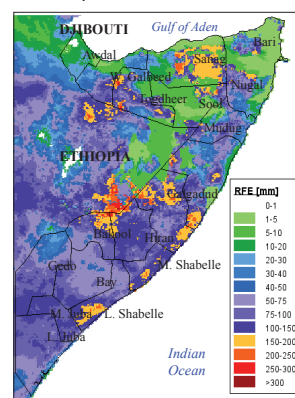 DJIBOUTI
Gulf of Aden
Bari
Awdal
Sanag
W. Galbeed
Togdheer
Sool
Nugal
Mudug
ETHIOPIA
Galgadud
Bakool
Hiran
Gedo
Bay
M. Shabelle
M. Juba
L. Shabelle
L. Juba
Indian
Ocean
RFE [mm]
0-1
1-5
5-10
10-20
20-30
30-40
40-50
50-75
75-100
100-150
150-200
200-250
250-300
>300